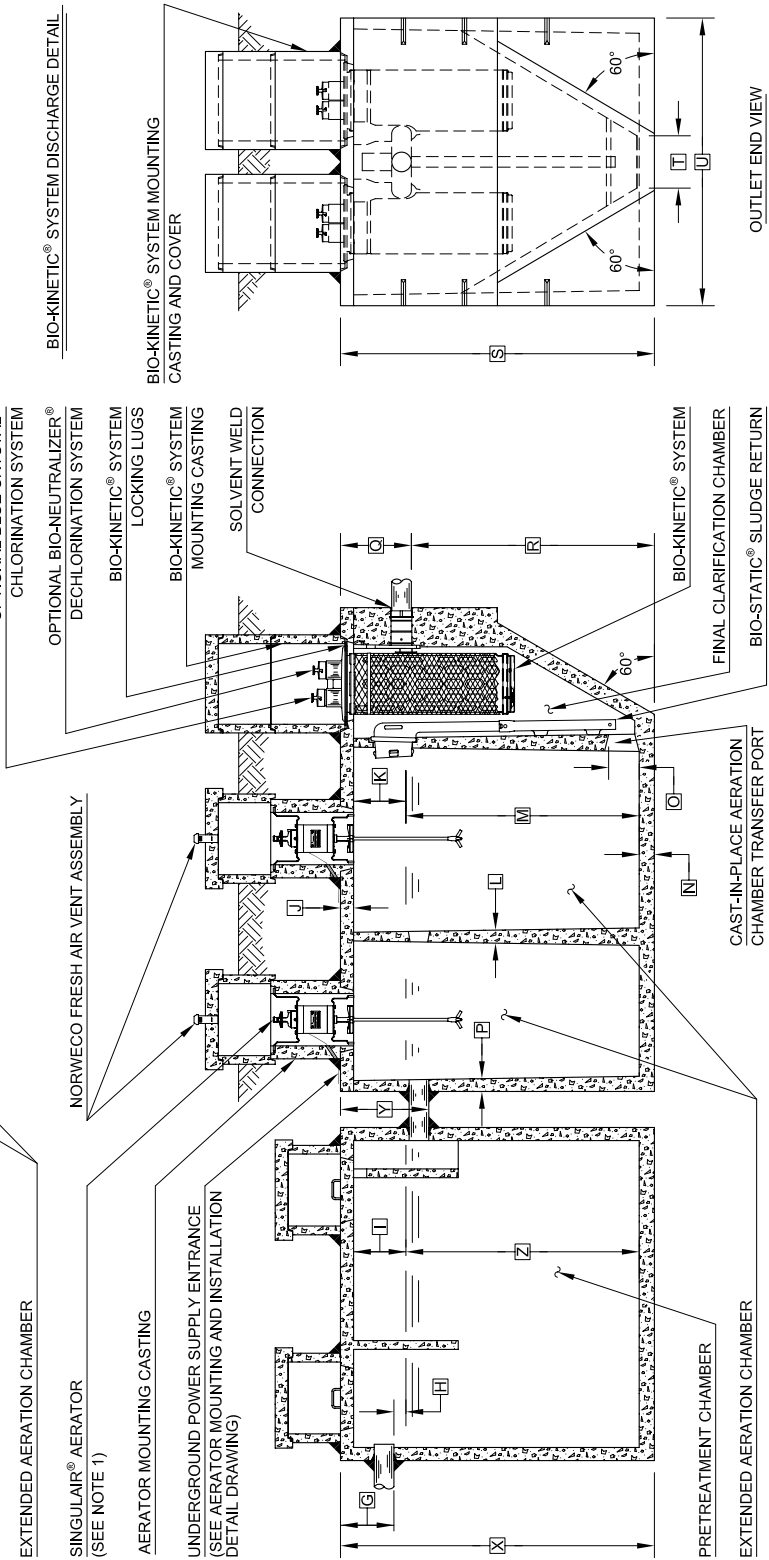 EXTENDED AERATION CHAMBER
SINGULAIR® AERATOR
(SEE NOTE 1)
AERATOR MOUNTING CASTING
UNDERGROUND POWER SUPPLY ENTRANCE
(SEE AERATOR MOUNTING AND INSTALLATION
DETAIL DRAWING)
NORWECO FRESH AIR VENT ASSEMBLY
CHLORINATION SYSTEM
OPTIONAL BIO-NEUTRALIZER®
DECHLORINATION SYSTEM
BIO-KINETIC® SYSTEM
LOCKING LUGS
BIO-KINETIC® SYSTEM
MOUNTING CASTING
SOLVENT WELD
CONNECTION
BIO-KINETIC® SYSTEM DISCHARGE DETAIL
BIO-KINETIC® SYSTEM MOUNTING
CASTING AND COVER
G
H
I
X
Y
Z
P
J
K
L
M
N
O
Q
R
S
T
U
60°
60°
60°
PRETREATMENT CHAMBER
EXTENDED AERATION CHAMBER
CAST-IN-PLACE AERATION
CHAMBER TRANSFER PORT
BIO-KINETIC® SYSTEM
FINAL CLARIFICATION CHAMBER
BIO-STATIC® SLUDGE RETURN
OUTLET END VIEW